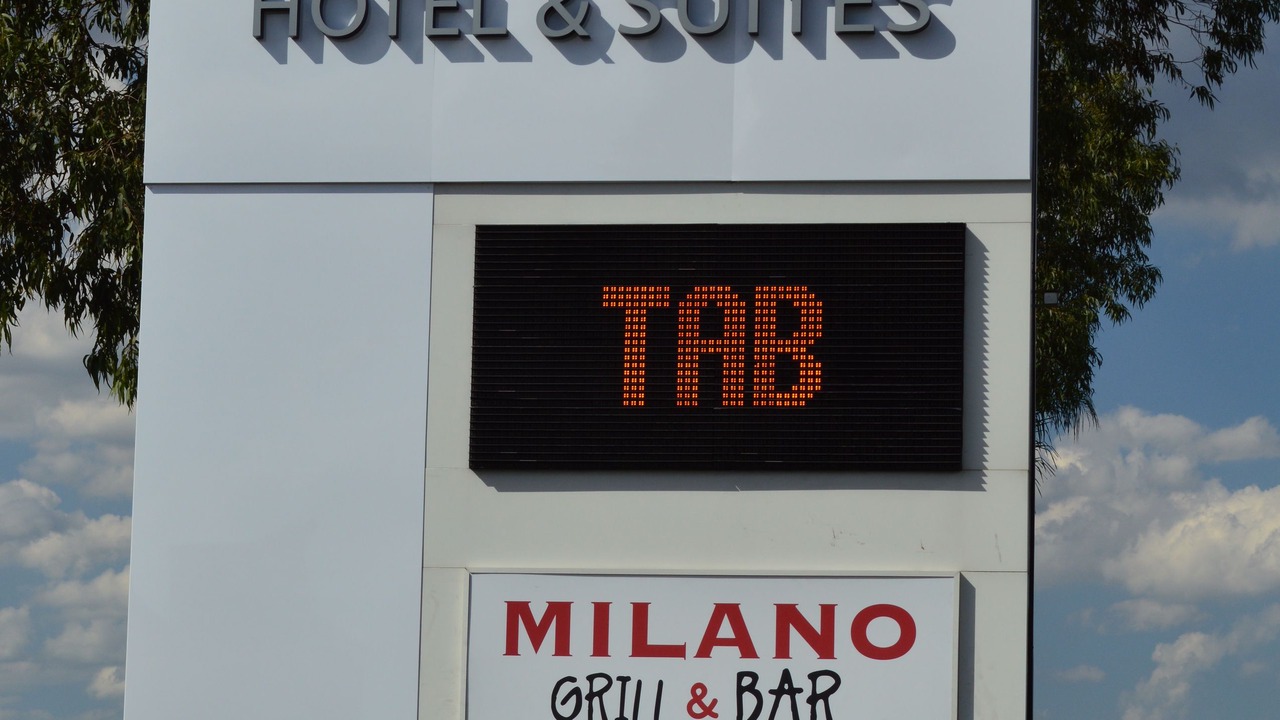 HOTEL & SUITES
TAB
MILANO
GRILL & BAR